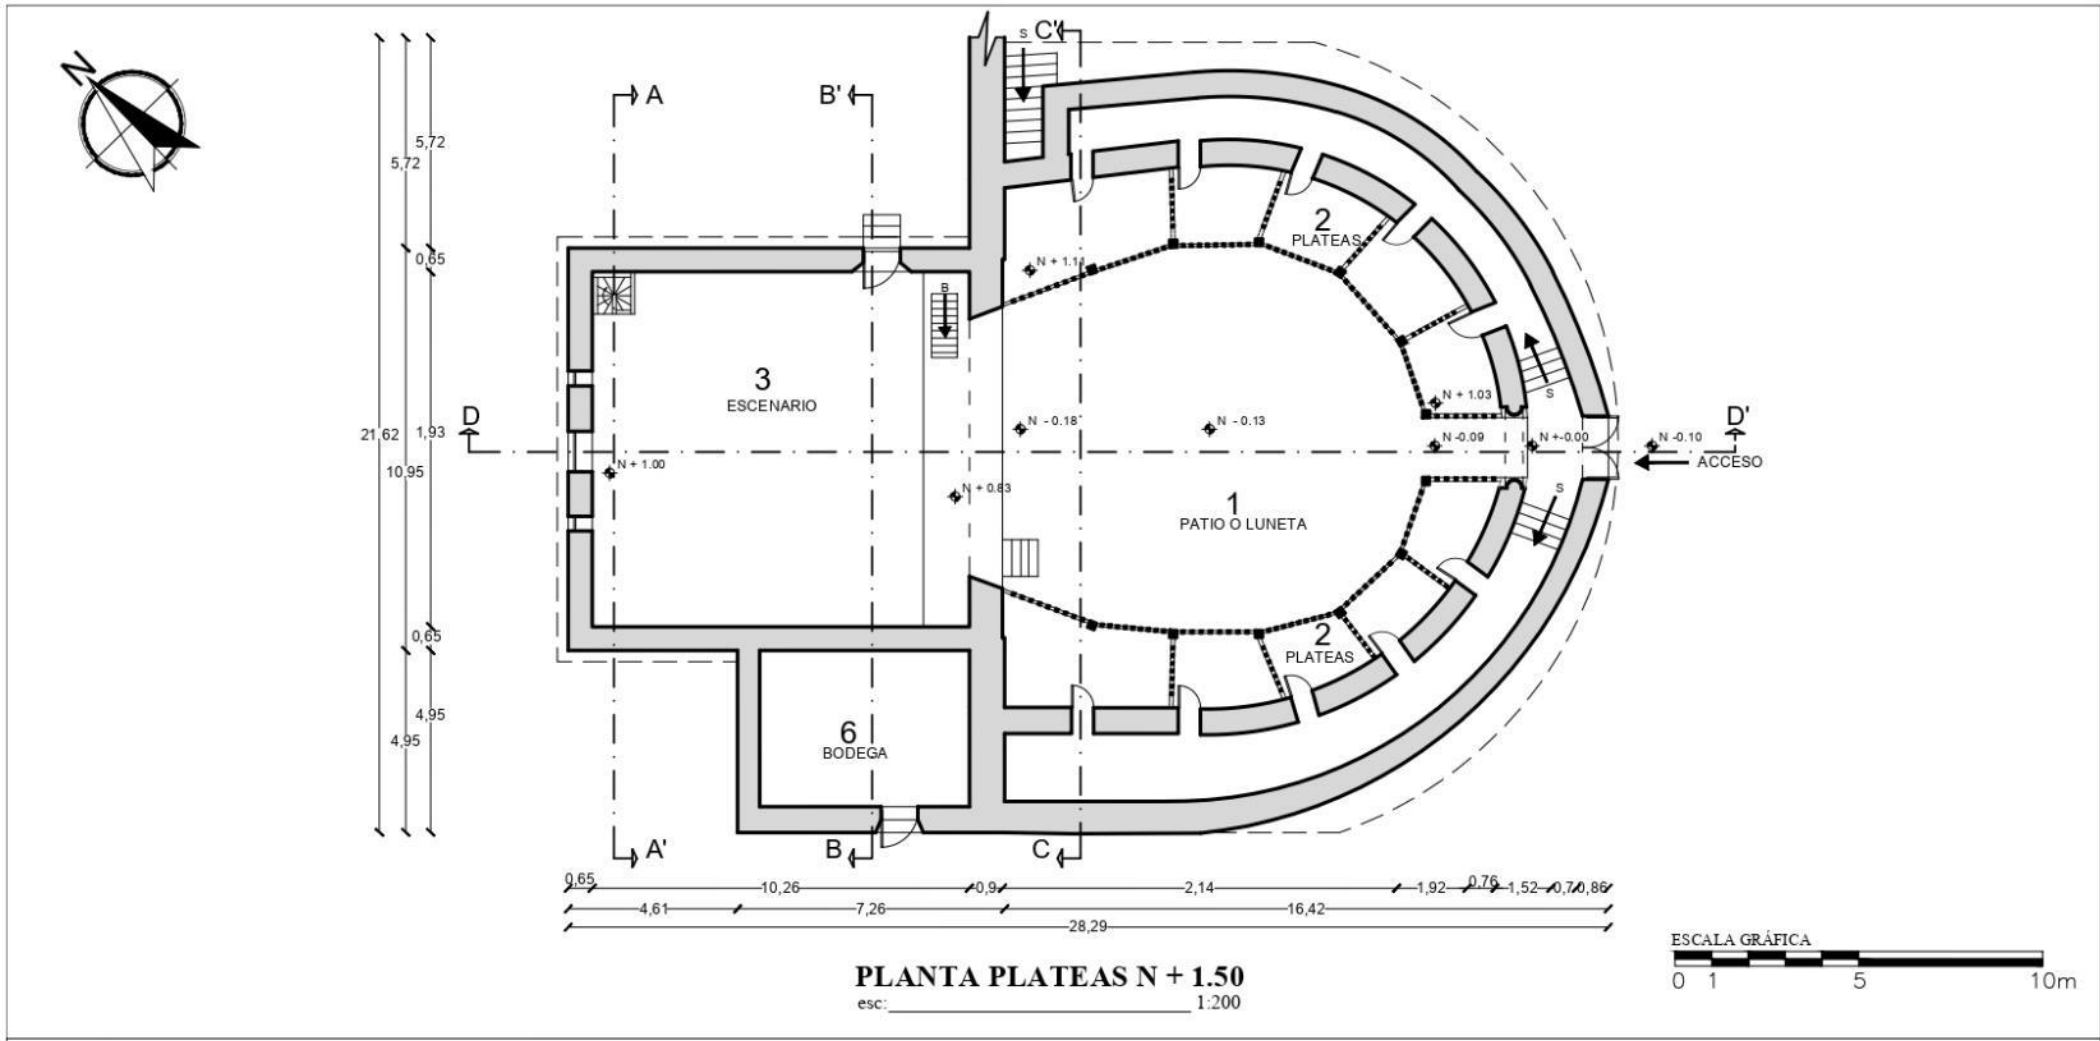 N
S
C'
A
B'
5,72
5,72
2
PLATEAS
0,65
N + 1.11
B
3
ESCENARIO
S
N + 1.03
D
D'
21,62
1,93
N - 0.18
N - 0.13
N -0.09
N +-0.00
N -0.10
ACCESO
10,95
N + 1.00
N + 0.83
S
1
PATIO O LUNETA
0,65
2
PLATEAS
4,95
4,95
6
BODEGA
A'
B
C
0,65
10,26
0,9
2,14
1,92
0,76
1,52
0,7
0,86
4,61
7,26
16,42
28,29
ESCALA GRÁFICA
0 1 5 10m
PLANTA PLATEAS N + 1.50
esc: 1:200